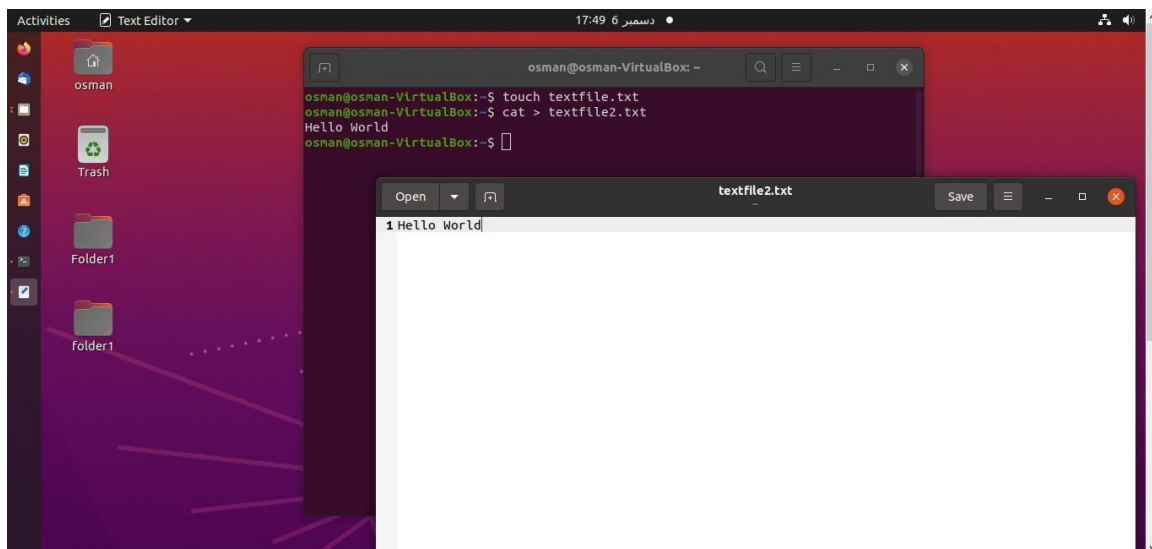 Activities Text Editor 17:49 6 دسمبر
osman
Trash
Folder1
folder1
osman@osman-VirtualBox: ~
osman@osman-VirtualBox:~$ touch textfile.txt
osman@osman-VirtualBox:~$ cat > textfile2.txt
Hello World
osman@osman-VirtualBox:~$
Open textfile2.txt Save
~
1 Hello World